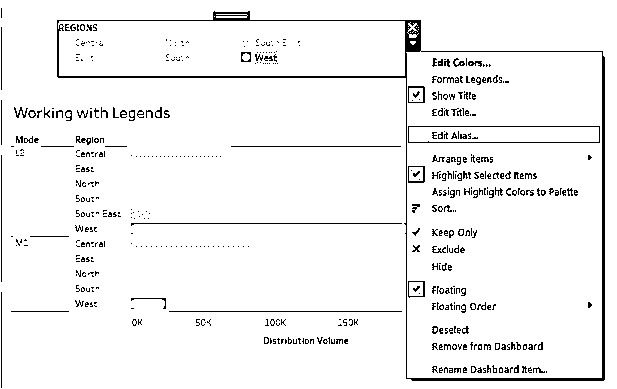 REGIONS
Central North South East
East South West
Edit Colors...
Format Legends...
Show Title
Edit Title...
Edit Alias...
Arrange Items
Highlight Selected Items
Assign Highlight Colors to Palette
Sort...
Keep Only
Exclude
Hide
Floating
Floating Order
Deselect
Remove from Dashboard
Rename Dashboard Item...
Working with Legends
Mode Region
L2 Central
East
North
South
South East
West
M1 Central
East
North
South
West
0K 50K 100K 150K
Distribution Volume